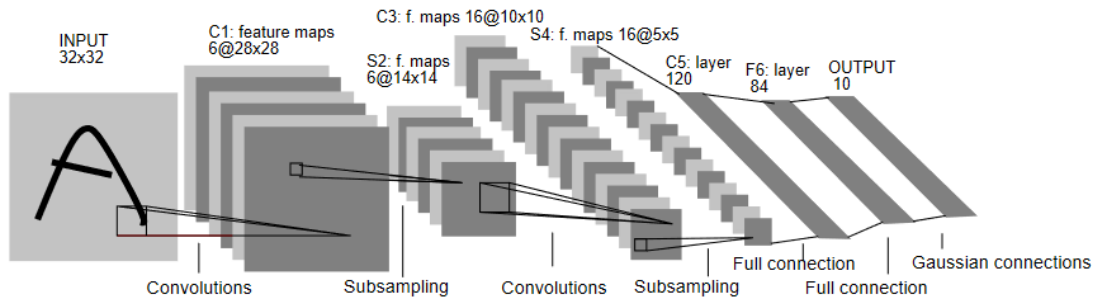 INPUT
32x32
C1: feature maps
6@28x28
S2: f. maps
6@14x14
C3: f. maps 16@10x10
S4: f. maps 16@5x5
C5: layer
120
F6: layer
84
OUTPUT
10
Convolutions
Subsampling
Convolutions
Subsampling
Full connection
Full connection
Gaussian connections